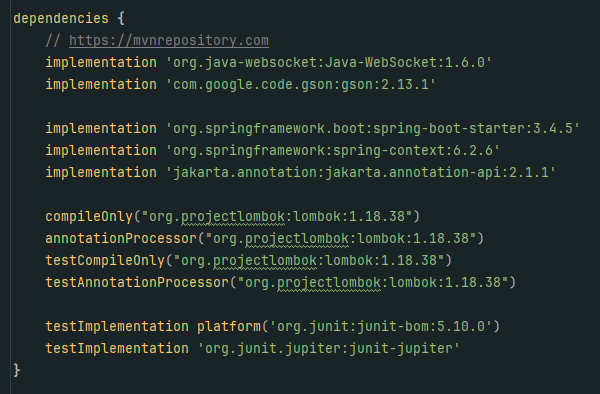 dependencies {
    // https://mvnrepository.com
    implementation 'org.java-websocket:Java-WebSocket:1.6.0'
    implementation 'com.google.code.gson:gson:2.13.1'

    implementation 'org.springframework.boot:spring-boot-starter:3.4.5'
    implementation 'org.springframework:spring-context:6.2.6'
    implementation 'jakarta.annotation:jakarta.annotation-api:2.1.1'

    compileOnly("org.projectlombok:lombok:1.18.38")
    annotationProcessor("org.projectlombok:lombok:1.18.38")
    testCompileOnly("org.projectlombok:lombok:1.18.38")
    testAnnotationProcessor("org.projectlombok:lombok:1.18.38")

    testImplementation platform('org.junit:junit-bom:5.10.0')
    testImplementation 'org.junit.jupiter:junit-jupiter'
}